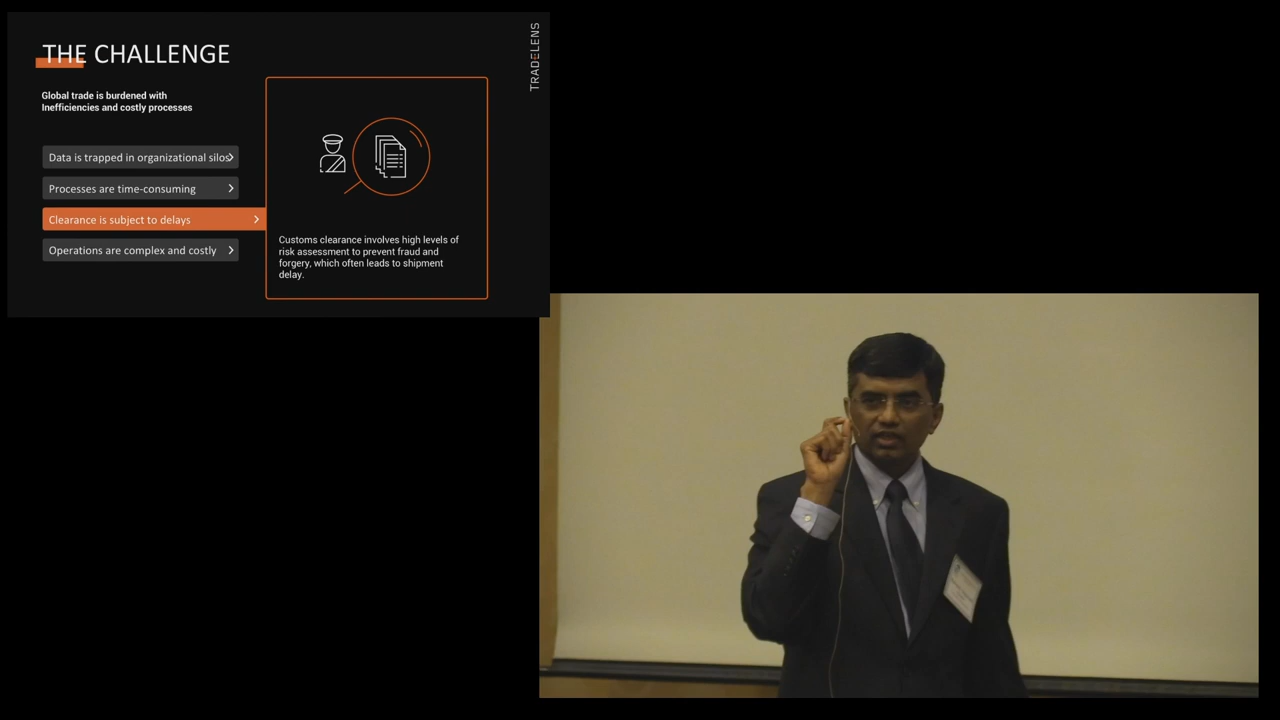 THE CHALLENGE
Global trade is burdened with
Inefficiencies and costly processes
Data is trapped in organizational silos
Processes are time-consuming
Clearance is subject to delays
Operations are complex and costly
Customs clearance involves high levels of
risk assessment to prevent fraud and
forgery, which often leads to shipment
delay.
TRADELENS